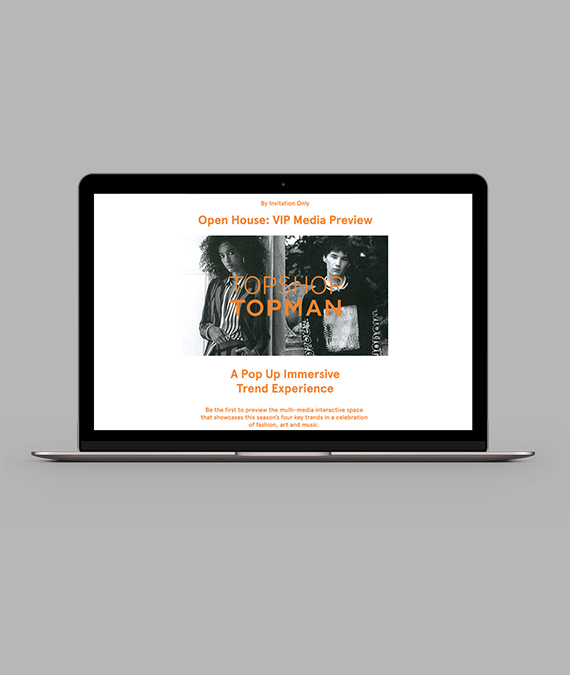 By Invitation Only
Open House: VIP Media Preview
TOPSHOP
TOPMAN
A Pop Up Immersive
Trend Experience
Be the first to preview the multi-media interactive space
that showcases this season's four key trends in a celebration
of fashion, art and music.